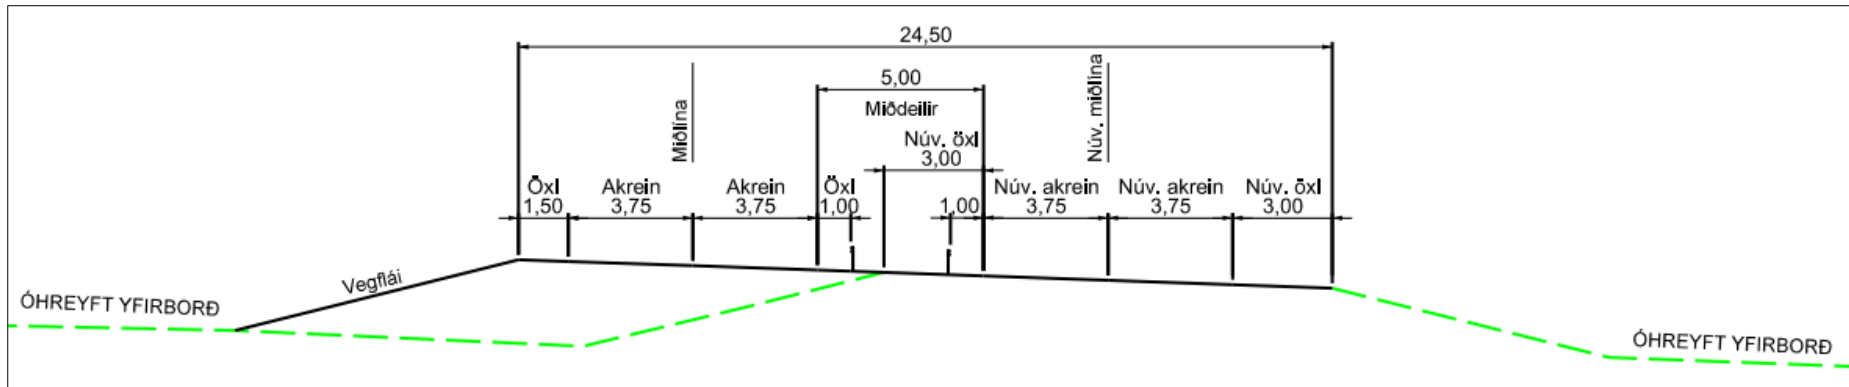 24,50
5,00
Miðdeilir
Miðlína
Núv. miðlína
Núv. öxl
3,00
Öxl
1,50
Akrein
3,75
Akrein
3,75
Öxl
1,00
1,00
Núv. akrein
3,75
Núv. akrein
3,75
Núv. öxl
3,00
Vegflái
ÓHREYFT YFIRBORÐ
ÓHREYFT YFIRBORÐ